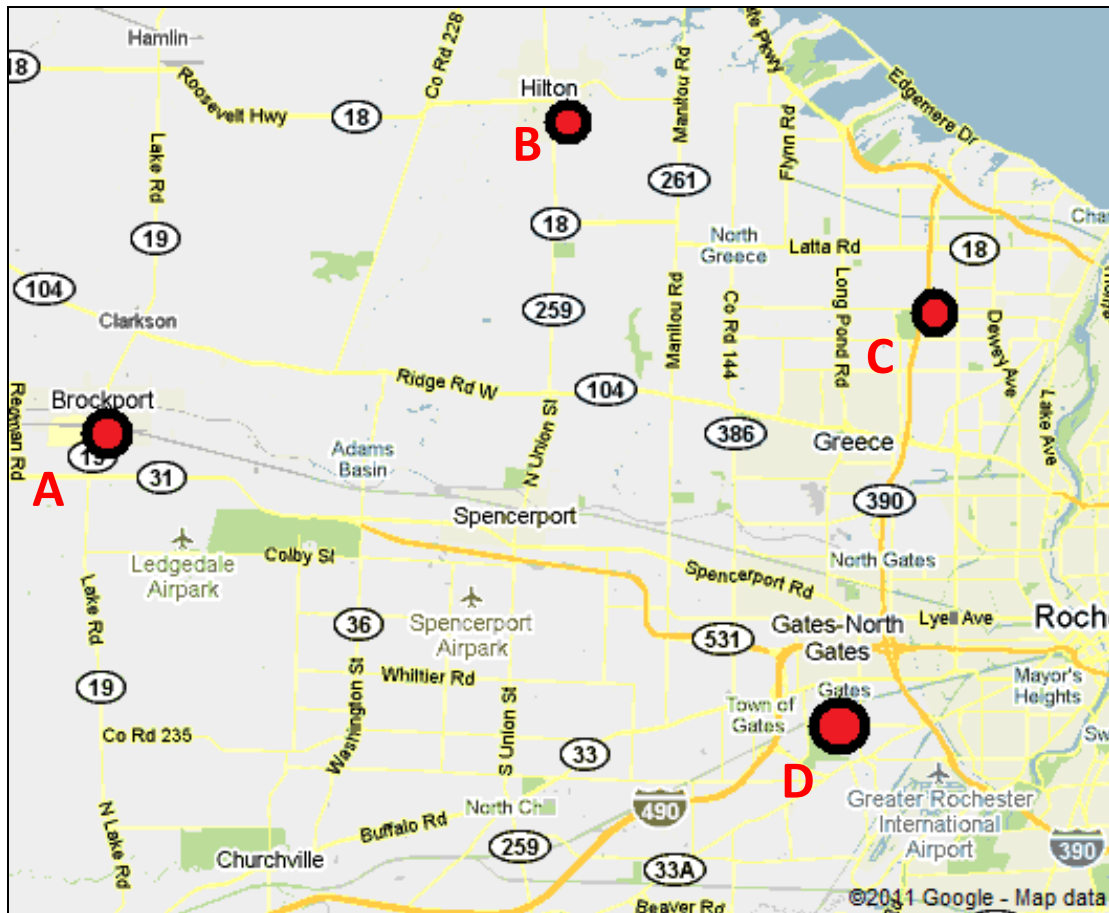 Hamlin
18
Roosevelt Hwy
18
Co Rd 228
Hilton
B
Manitou Rd
Flynn Rd
Edgemere Dr
Lake Rd
261
19
18
North
Greece
Latta Rd
18
104
Clarkson
259
Manitou Rd
Co Rd 144
Long Pond Rd
C
Dewey Ave
Brockport
Ridge Rd W
104
Lake Ave
Redman Rd
A
31
Adams
Basin
N Union St
386
Greece
390
Spencerport
Ledgedale
Airpark
Colby St
Spencerport Rd
North Gates
Lake Rd
36
Spencerport
Airpark
531
Gates-North
Gates
Lyell Ave
Whittier Rd
19
Washington St
S Union St
Town of
Gates
Gates
Mayor's
Heights
Co Rd 235
33
D
N Lake Rd
Buffalo Rd
490
Greater Rochester
International
Airport
Churchville
259
33A
390
Beaver Rd
©2011 Google - Map data